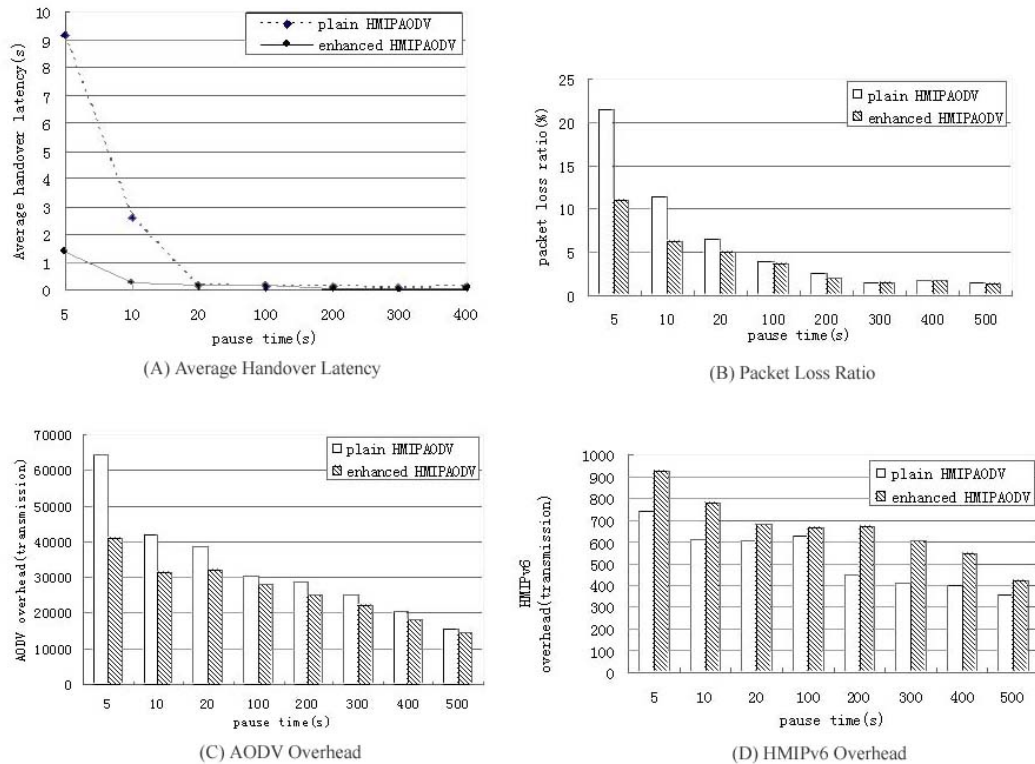 plain HMIPAODV
enhanced HMIPAODV
Average handover latency(s)
10
9
8
7
6
5
4
3
2
1
0
5 10 20 100 200 300 400
pause time(s)
(A) Average Handover Latency
plain HMIPAODV
enhanced HMIPAODV
packet loss ratio(%)
25
20
15
10
5
0
5 10 20 100 200 300 400 500
pause time(s)
(B) Packet Loss Ratio
plain HMIPAODV
enhanced HMIPAODV
AODV overhead(transmission)
70000
60000
50000
40000
30000
20000
10000
0
5 10 20 100 200 300 400 500
pause time(s)
(C) AODV Overhead
plain HMIPAODV
enhanced HMIPAODV
HMIPv6
overhead(transmission)
1000
900
800
700
600
500
400
300
200
100
0
5 10 20 100 200 300 400 500
pause time(s)
(D) HMIPv6 Overhead